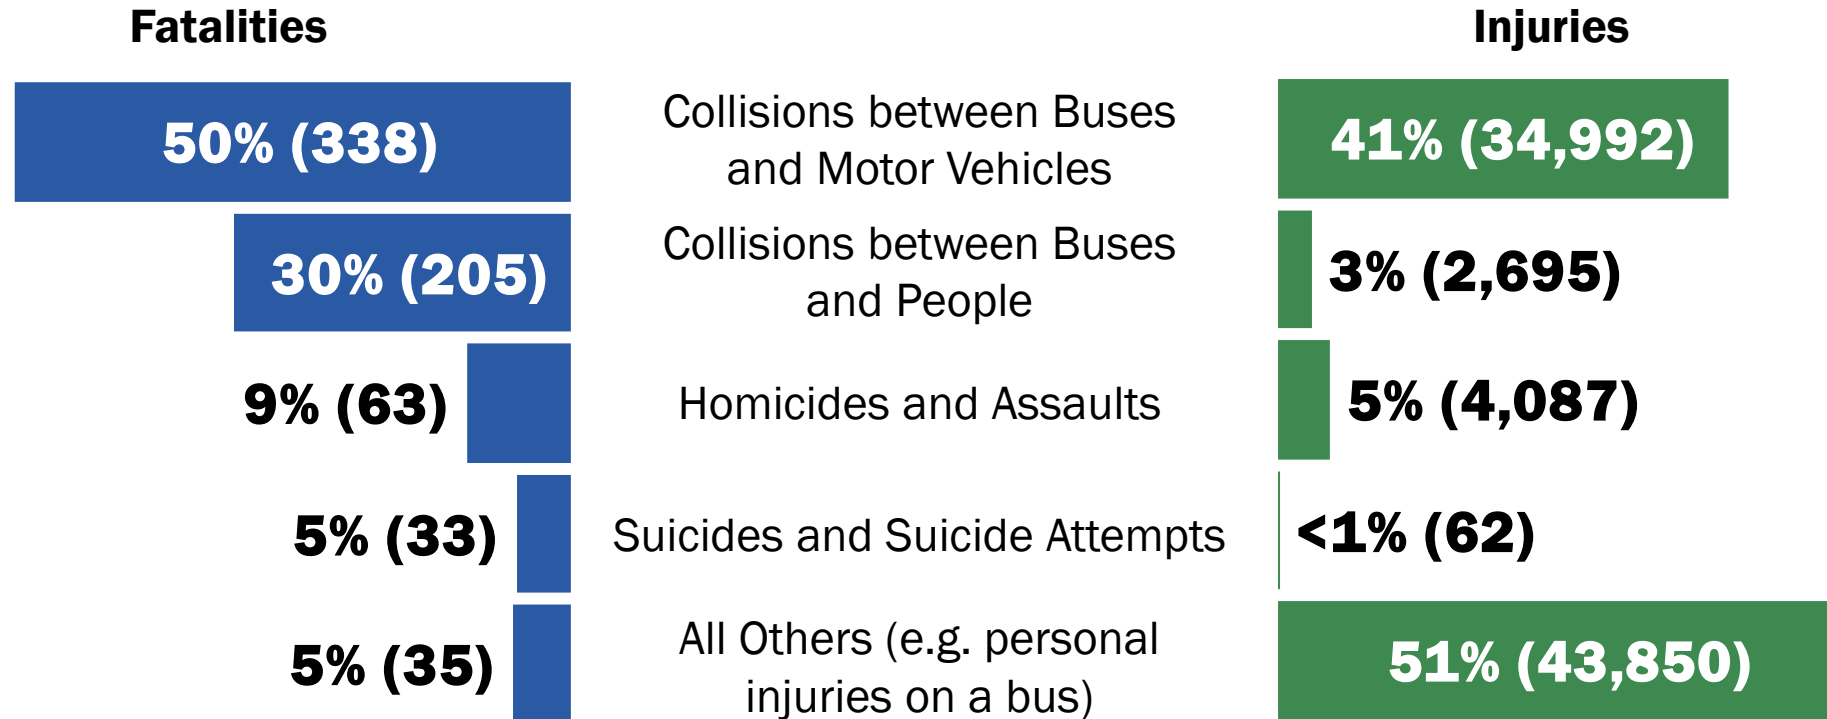 Fatalities
Injuries
50% (338)
Collisions between Buses
and Motor Vehicles
41% (34,992)
30% (205)
Collisions between Buses
and People
3% (2,695)
9% (63)
Homicides and Assaults
5% (4,087)
5% (33)
Suicides and Suicide Attempts
<1% (62)
5% (35)
All Others (e.g. personal
injuries on a bus)
51% (43,850)